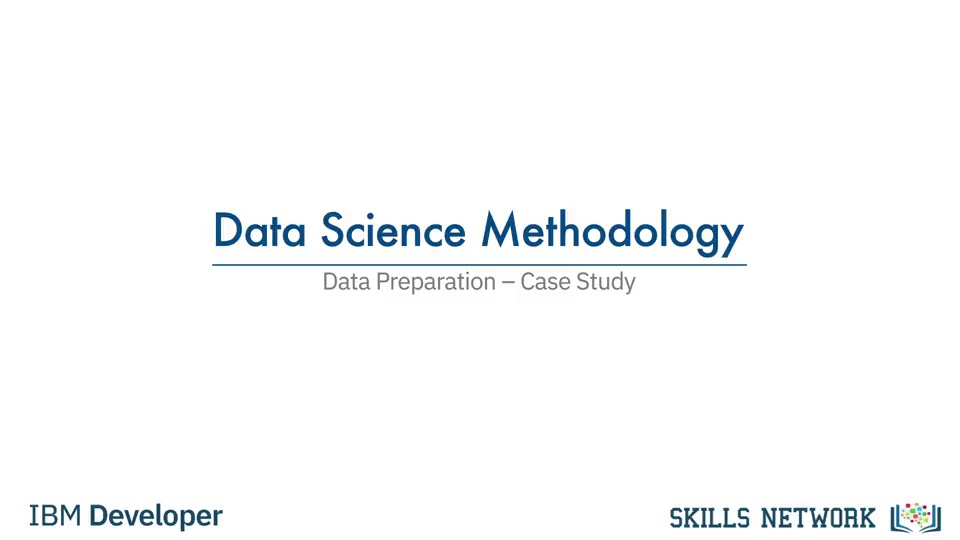 Data Science Methodology
Data Preparation – Case Study
IBM Developer
SKILLS NETWORK